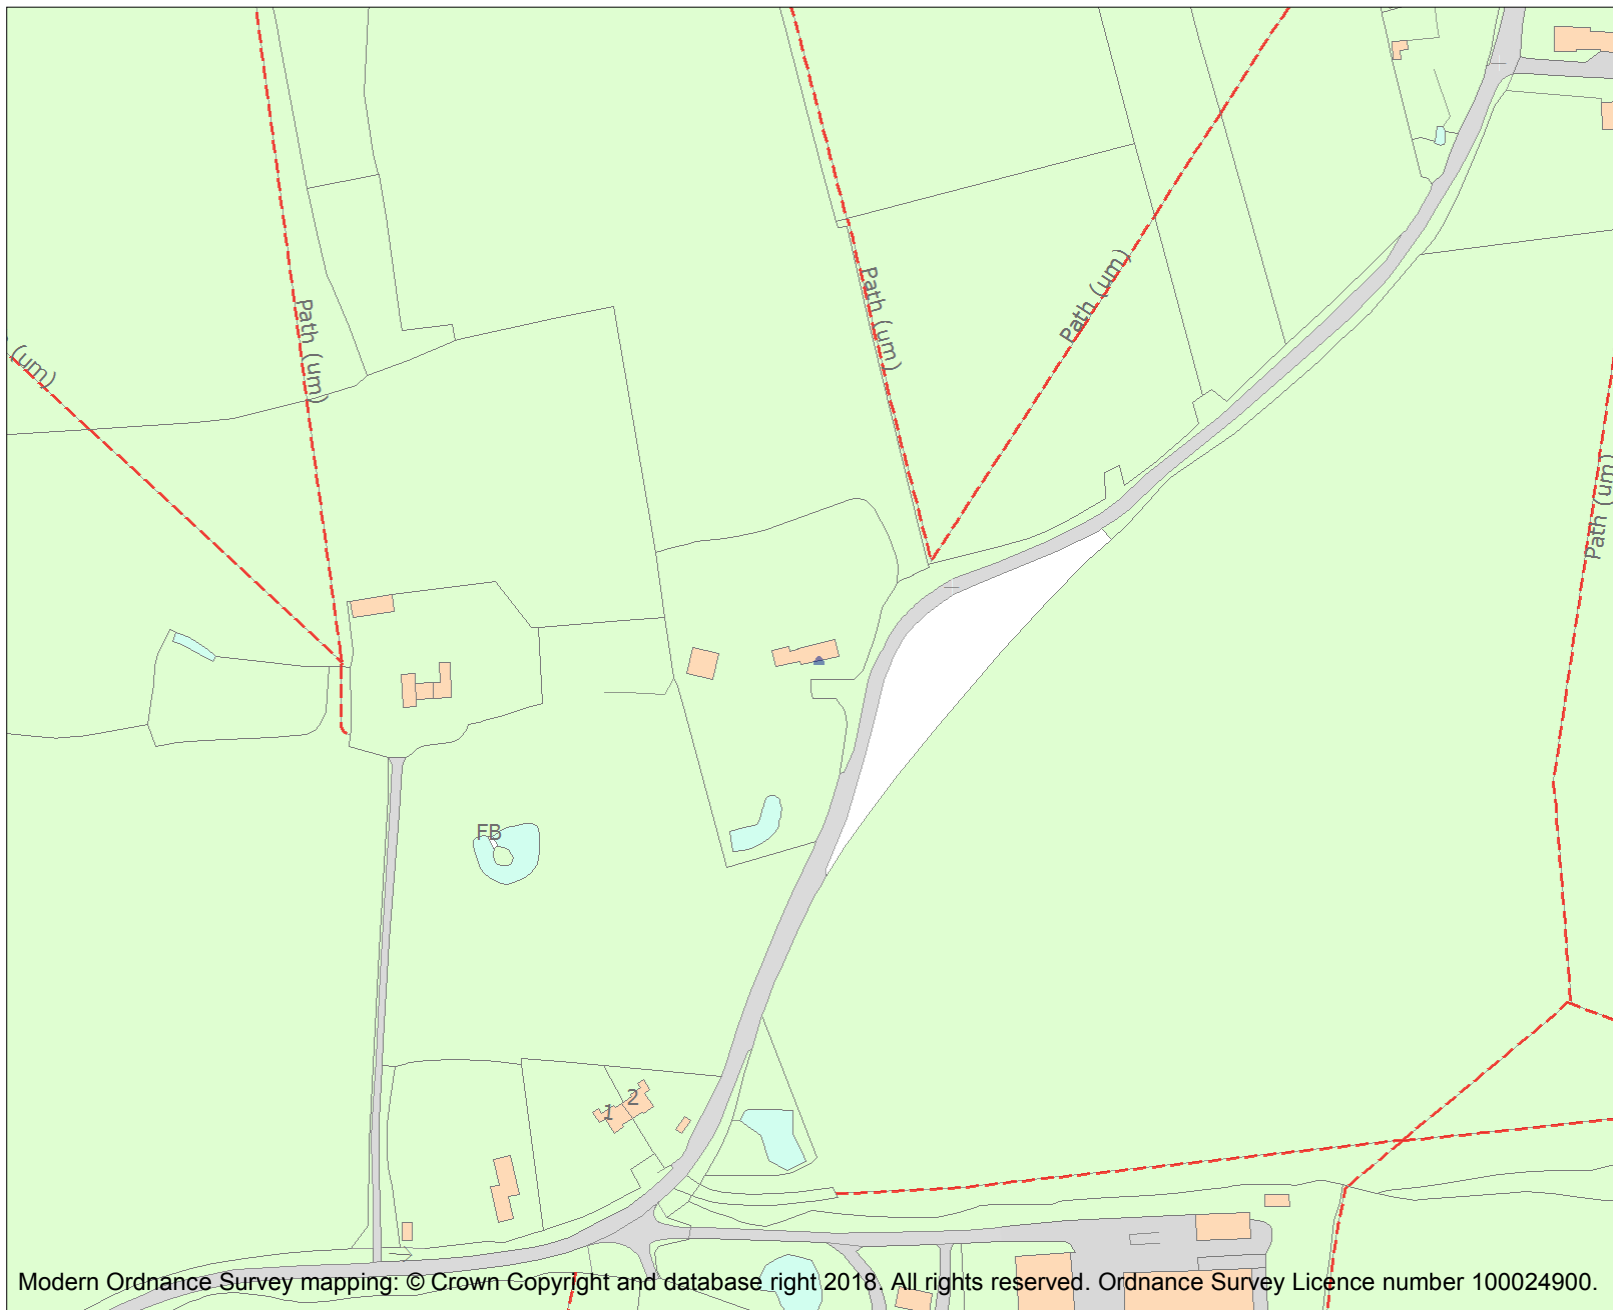 Path (um)
Path (um)
Path (um)
(um)
Path (um)
FB
2
1
Modern Ordnance Survey mapping: © Crown Copyright and database right 2018. All rights reserved. Ordnance Survey Licence number 100024900.